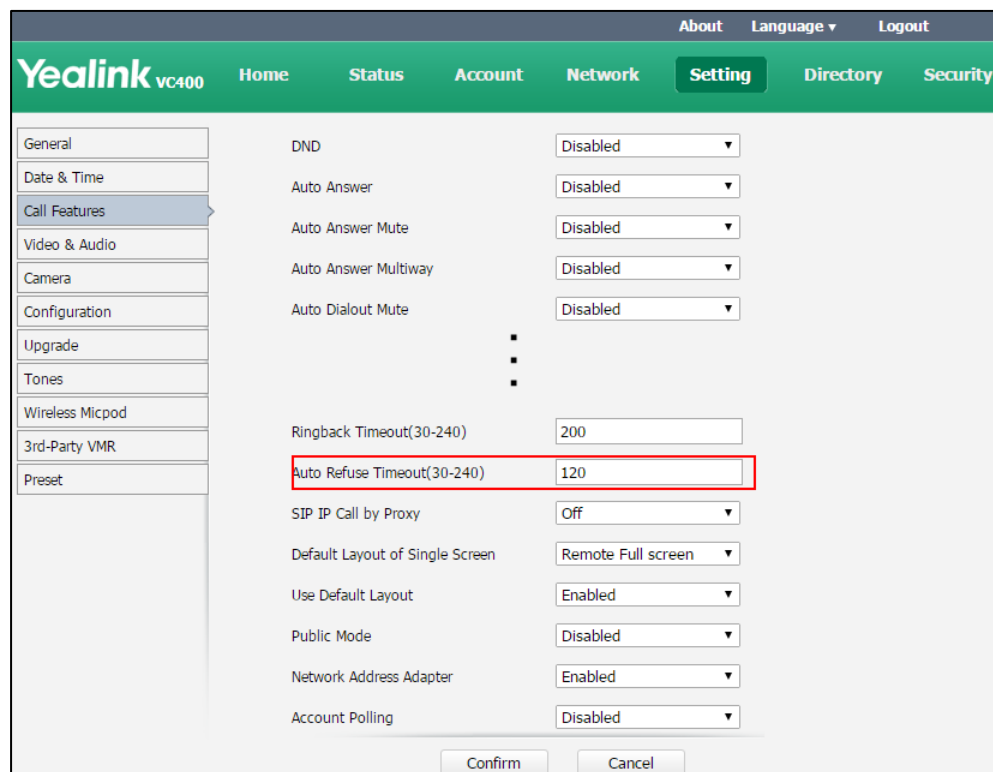 About Language ▾ Logout
Yealink VC400 Home Status Account Network Setting Directory Security
General
Date & Time
Call Features
Video & Audio
Camera
Configuration
Upgrade
Tones
Wireless Micpod
3rd-Party VMR
Preset
DND Disabled
Auto Answer Disabled
Auto Answer Mute Disabled
Auto Answer Multiway Disabled
Auto Dialout Mute Disabled
Ringback Timeout(30-240) 200
Auto Refuse Timeout(30-240) 120
SIP IP Call by Proxy Off
Default Layout of Single Screen Remote Full screen
Use Default Layout Enabled
Public Mode Disabled
Network Address Adapter Enabled
Account Polling Disabled
Confirm Cancel